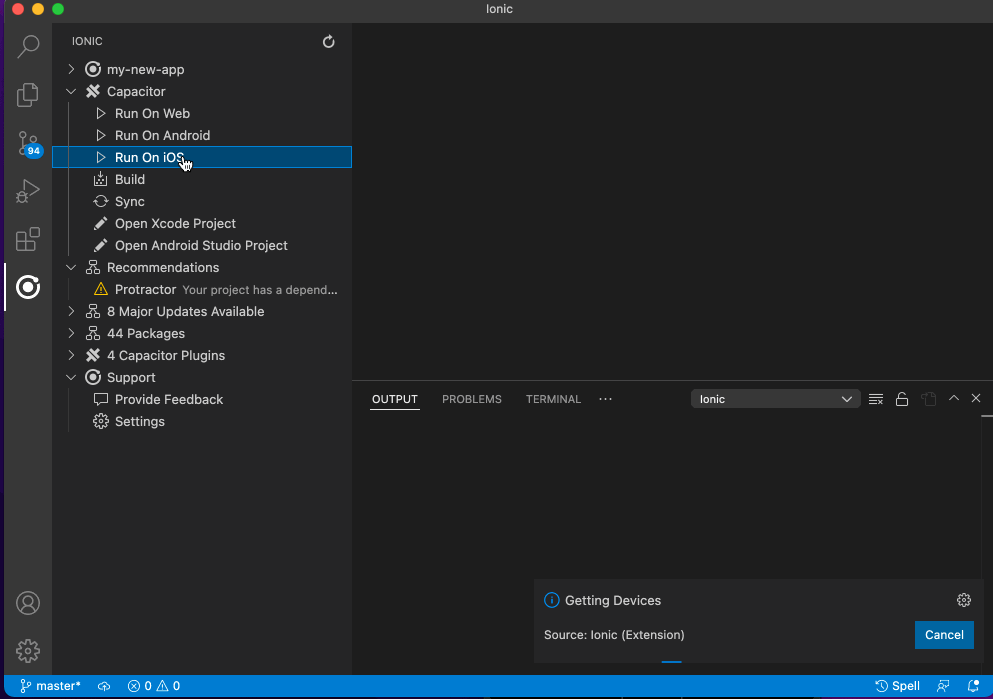 Ionic
IONIC
my-new-app
Capacitor
Run On Web
Run On Android
Run On iOS
94
Build
Sync
Open Xcode Project
Open Android Studio Project
Recommendations
Protractor Your project has a depend...
8 Major Updates Available
44 Packages
4 Capacitor Plugins
Support
Provide Feedback
Settings
OUTPUT PROBLEMS TERMINAL ··· Ionic
Getting Devices
Source: Ionic (Extension) Cancel
master* 0 0 Spell